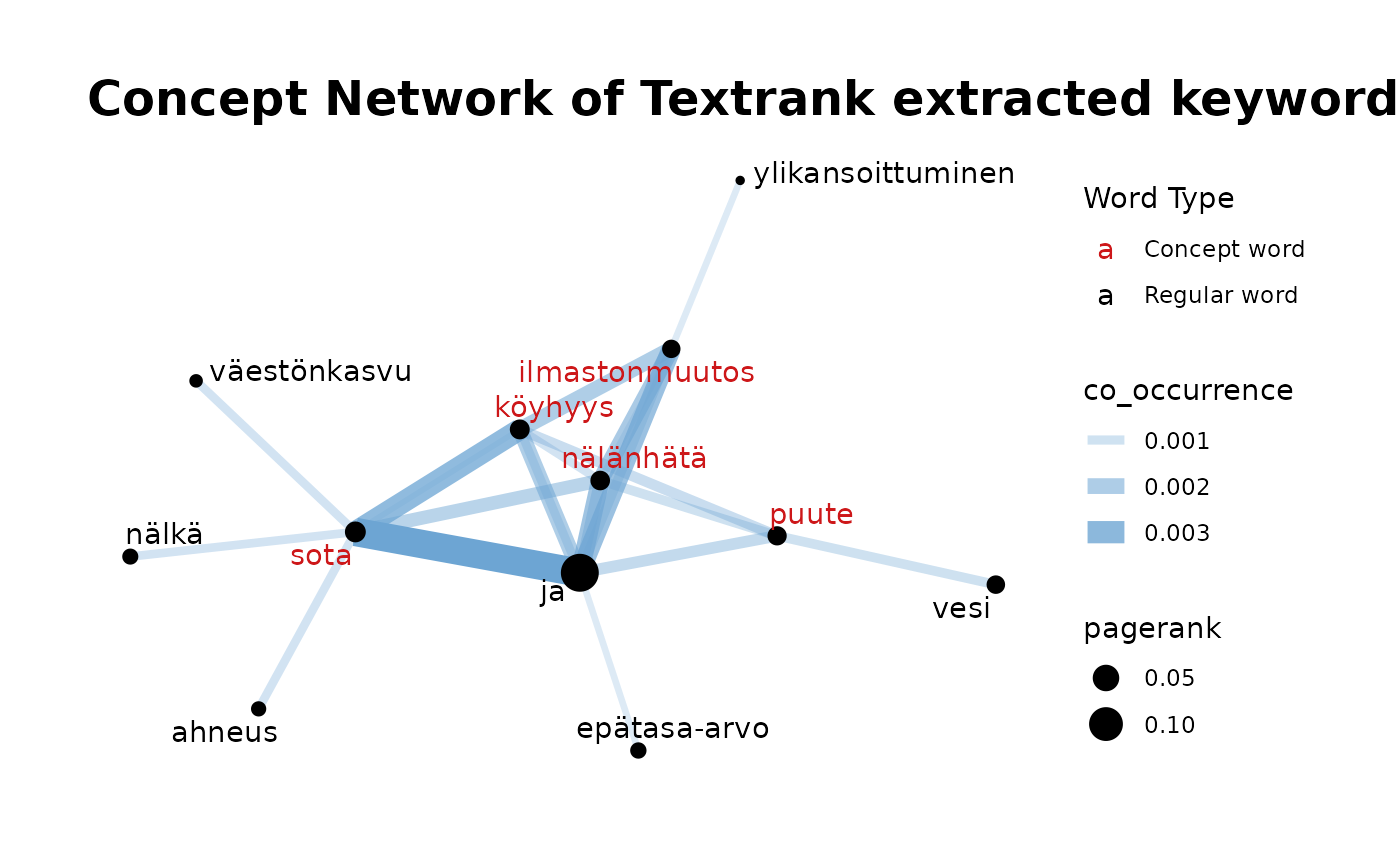 Concept Network of Textrank extracted keyword
ylikansoittuminen
Word Type
a Concept word
a Regular word
väestönkasvu
ilmastonmuutos
köyhyys
nälänhätä
puute
nälkä
sota
ja
vesi
ahneus
epätasa-arvo
co_occurrence
0.001
0.002
0.003
pagerank
0.05
0.10